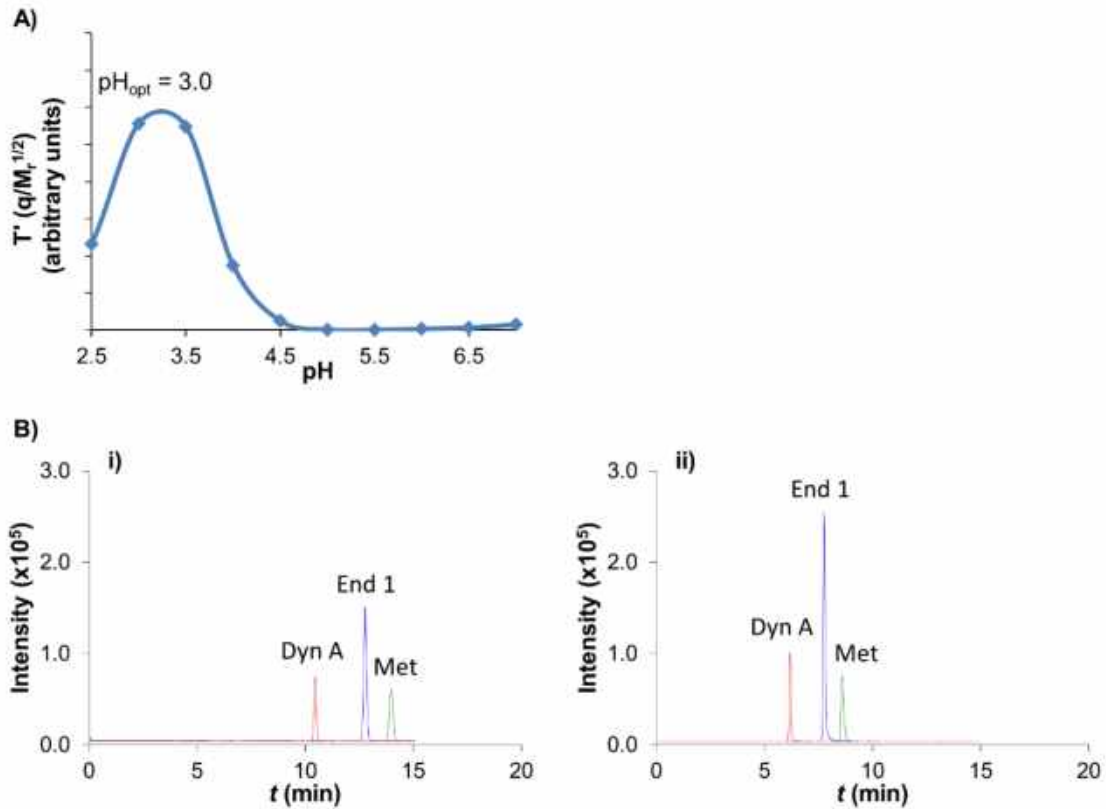 A)
pHopt = 3.0
T' (q/Mr1/2)
(arbitrary units)
2.5 3.5 4.5 5.5 6.5
pH
B)
i)
3.0
2.0
1.0
0.0
Intensity (x10⁵)
Dyn A
End 1
Met
0 5 10 15 20
t (min)
ii)
3.0
2.0
1.0
0.0
Intensity (x10⁵)
Dyn A
End 1
Met
0 5 10 15 20
t (min)